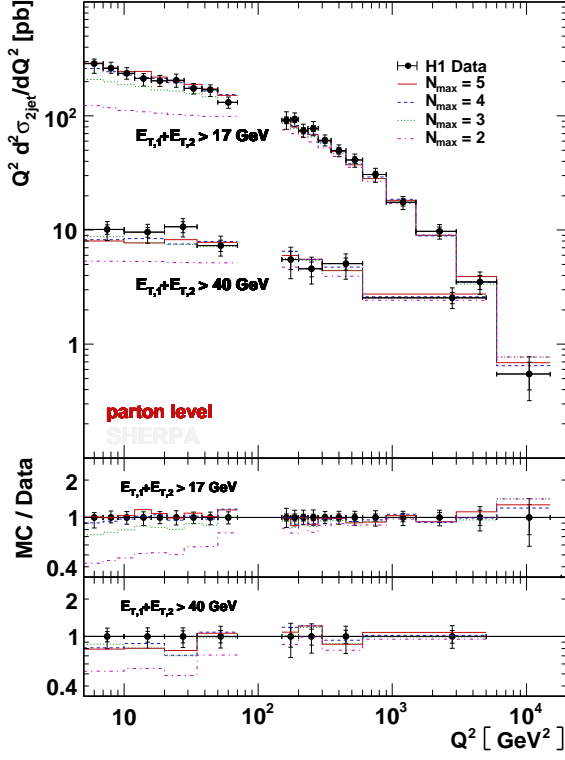 Q² d²σ₂jet/dQ² [pb]
10²
10
1
H1 Data
Nmax = 5
Nmax = 4
Nmax = 3
Nmax = 2
ET,1+ET,2 > 17 GeV
ET,1+ET,2 > 40 GeV
parton level
SHERPA
MC / Data
2
1
0.4
ET,1+ET,2 > 17 GeV
2
1
0.4
ET,1+ET,2 > 40 GeV
10 10² 10³ 10⁴
Q² [ GeV² ]